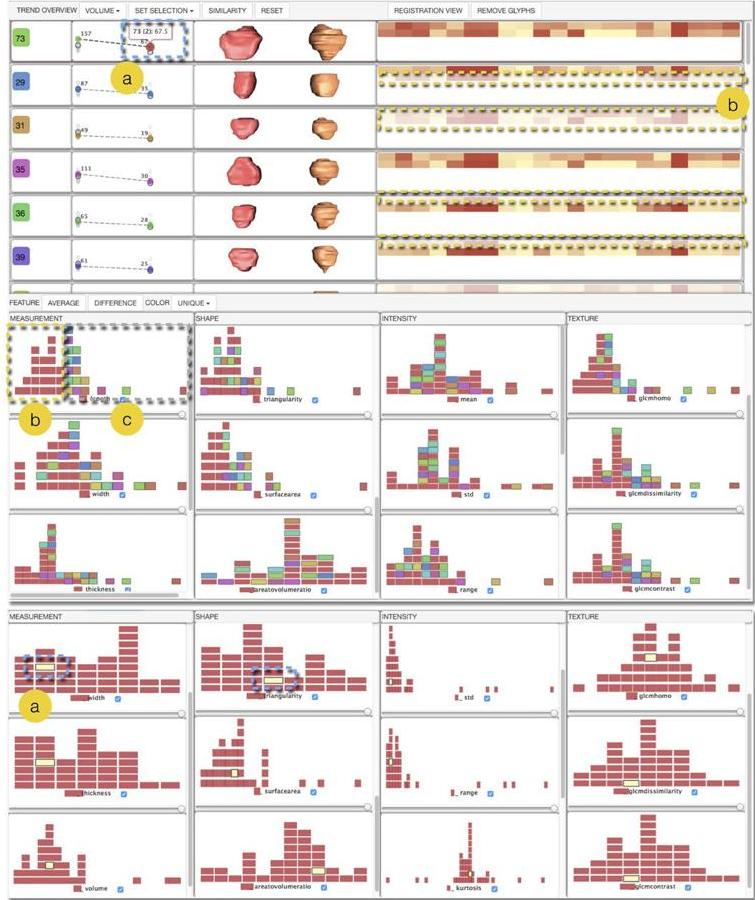 TREND OVERVIEW VOLUME SET SELECTION SIMILARITY RESET REGISTRATION VIEW REMOVE GLYPHS
73 157 73 (2): 67.5
a
29 87 35
b
31 49 19
35 111 30
36 65 28
39 61 25
FEATURE AVERAGE DIFFERENCE COLOR UNIQUE
MEASUREMENT SHAPE INTENSITY TEXTURE
length triangularity mean glcmhomo
b c
width surfacearea std glcmdissimilarity
thickness areatovolumeratio range glcmcontrast
MEASUREMENT SHAPE INTENSITY TEXTURE
width triangularity std glcmhomo
a
thickness surfacearea range glcmdissimilarity
volume areatovolumeratio kurtosis glcmcontrast